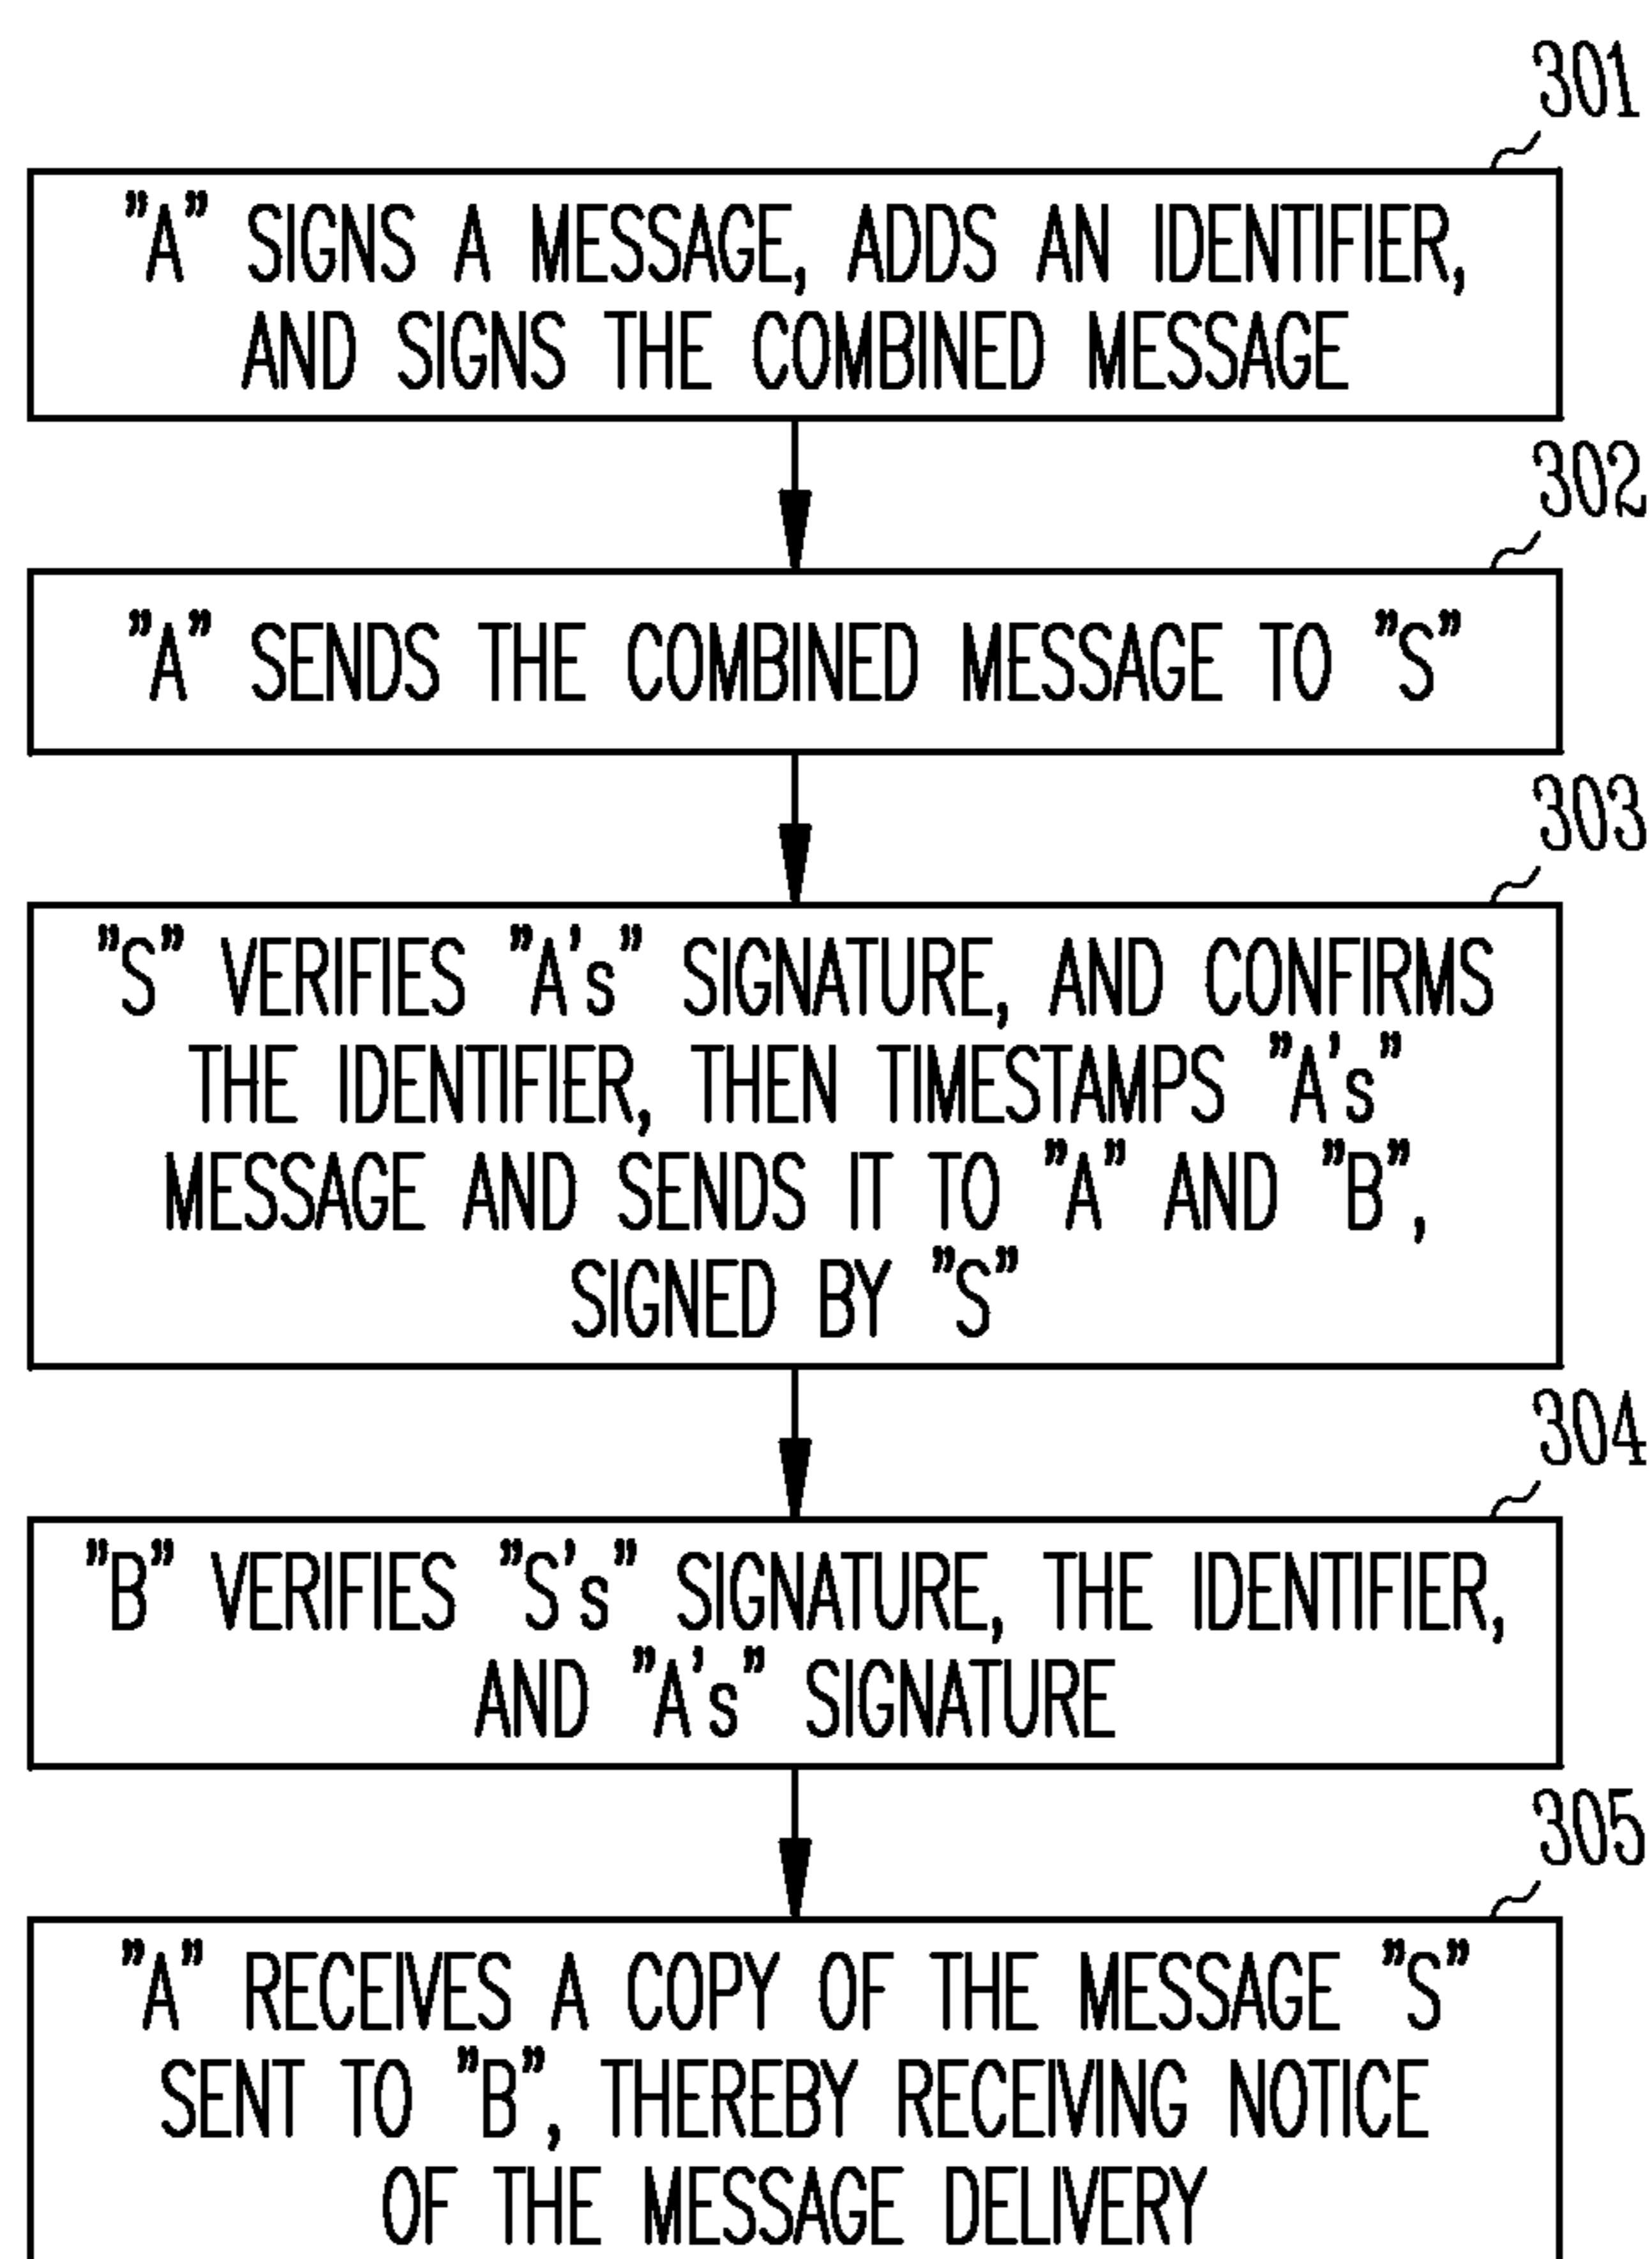 301
"A" SIGNS A MESSAGE, ADDS AN IDENTIFIER,
AND SIGNS THE COMBINED MESSAGE
302
"A" SENDS THE COMBINED MESSAGE TO "S"
303
"S" VERIFIES "A's" SIGNATURE, AND CONFIRMS
THE IDENTIFIER, THEN TIMESTAMPS "A's"
MESSAGE AND SENDS IT TO "A" AND "B",
SIGNED BY "S"
304
"B" VERIFIES "S's" SIGNATURE, THE IDENTIFIER,
AND "A's" SIGNATURE
305
"A" RECEIVES A COPY OF THE MESSAGE "S"
SENT TO "B", THEREBY RECEIVING NOTICE
OF THE MESSAGE DELIVERY